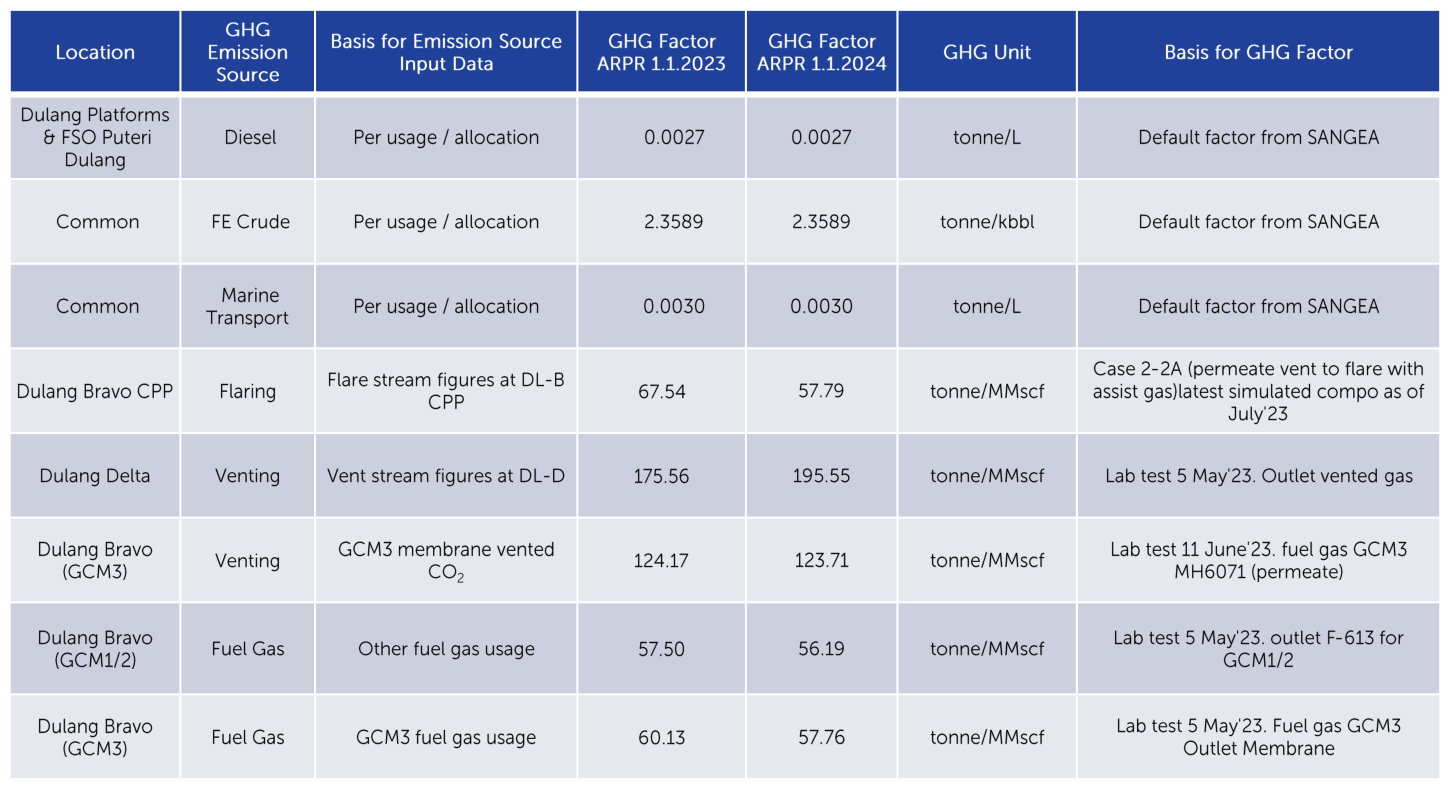 Location
GHG
Emission
Source
Basis for Emission Source
Input Data
GHG Factor
ARPR 1.1.2023
GHG Factor
ARPR 1.1.2024
GHG Unit
Basis for GHG Factor
Dulang Platforms
& FSO Puteri
Dulang
Diesel
Per usage / allocation
0.0027
0.0027
tonne/L
Default factor from SANGEA
Common
FE Crude
Per usage / allocation
2.3589
2.3589
tonne/kbbl
Default factor from SANGEA
Common
Marine
Transport
Per usage / allocation
0.0030
0.0030
tonne/L
Default factor from SANGEA
Dulang Bravo CPP
Flaring
Flare stream figures at DL-B
CPP
67.54
57.79
tonne/MMscf
Case 2-2A (permeate vent to flare with
assist gas)latest simulated compo as of
July'23
Dulang Delta
Venting
Vent stream figures at DL-D
175.56
195.55
tonne/MMscf
Lab test 5 May'23. Outlet vented gas
Dulang Bravo
(GCM3)
Venting
GCM3 membrane vented
CO₂
124.17
123.71
tonne/MMscf
Lab test 11 June'23. fuel gas GCM3
MH6071 (permeate)
Dulang Bravo
(GCM1/2)
Fuel Gas
Other fuel gas usage
57.50
56.19
tonne/MMscf
Lab test 5 May'23. outlet F-613 for
GCM1/2
Dulang Bravo
(GCM3)
Fuel Gas
GCM3 fuel gas usage
60.13
57.76
tonne/MMscf
Lab test 5 May'23. Fuel gas GCM3
Outlet Membrane